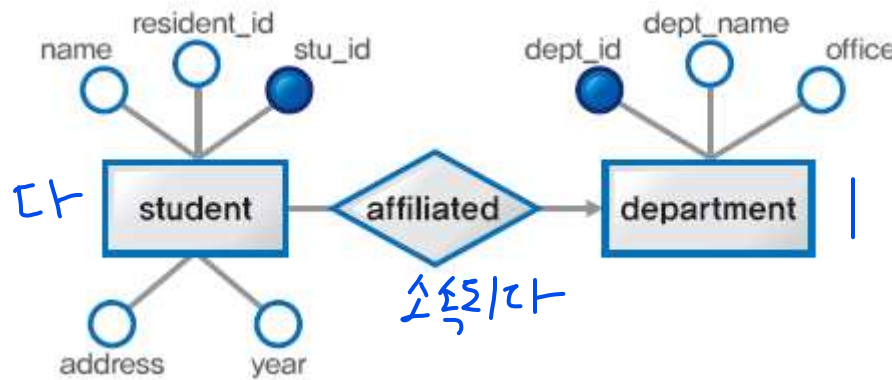 resident_id
name
stu_id
dept_name
dept_id
office
다
student
affiliated
department
1
소속되다
address
year